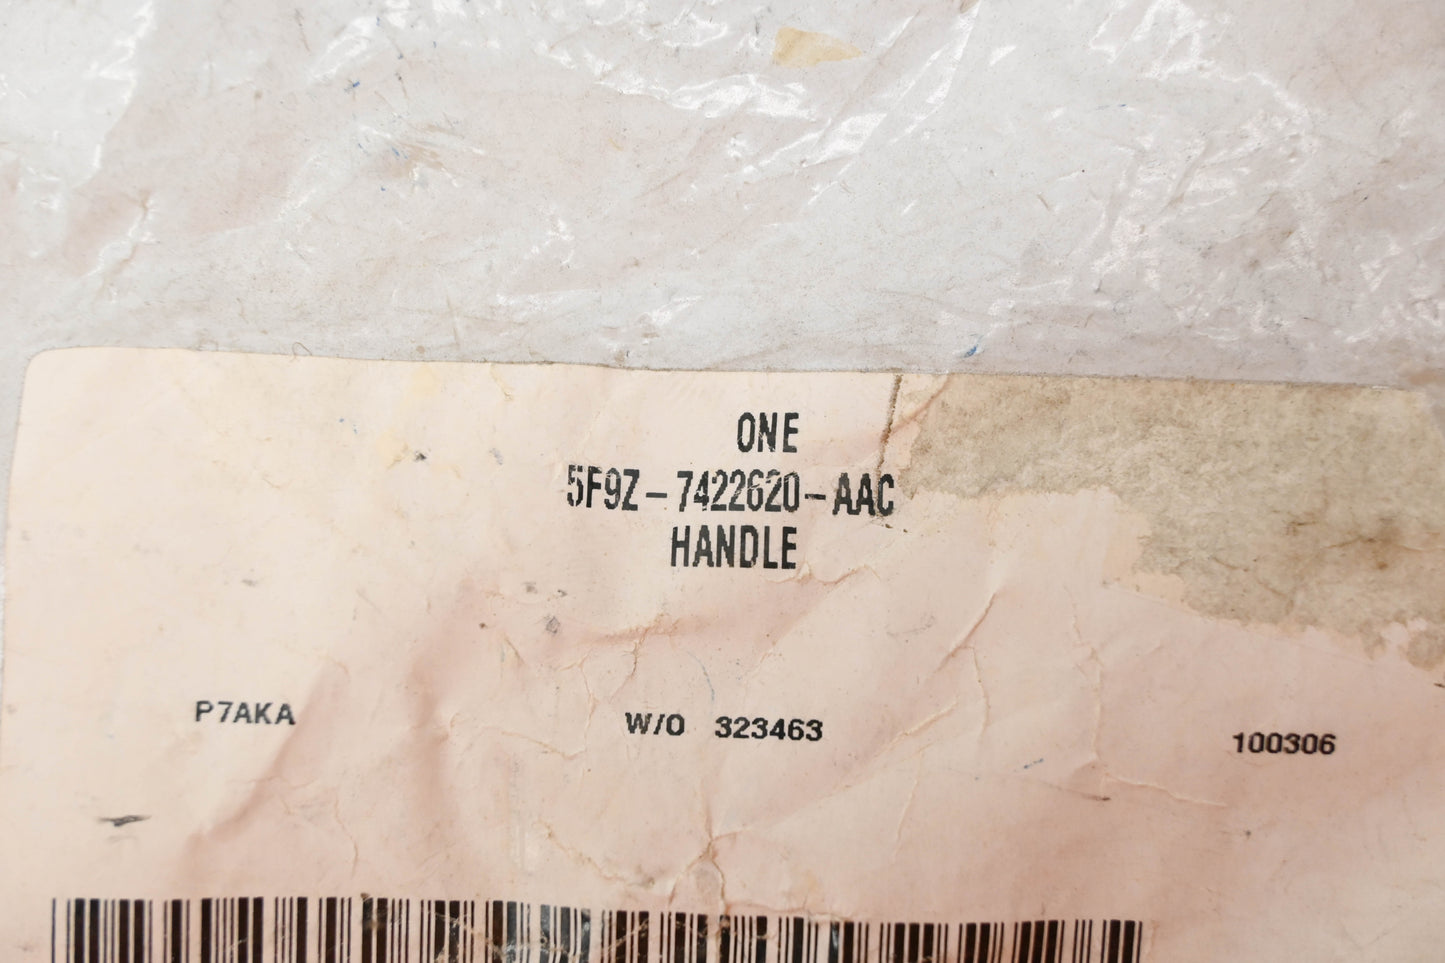 ONE
5F9Z-7422620-AAC
HANDLE
P7AKA W/O 323463 100306